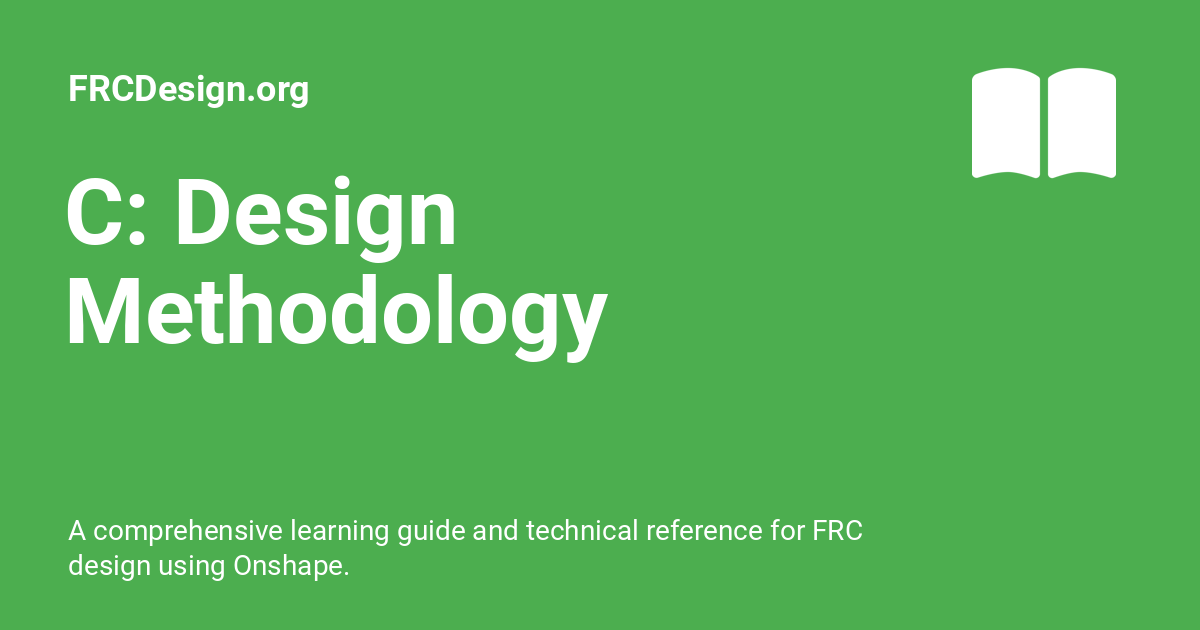 FRCDesign.org
C: Design
Methodology
A comprehensive learning guide and technical reference for FRC
design using Onshape.